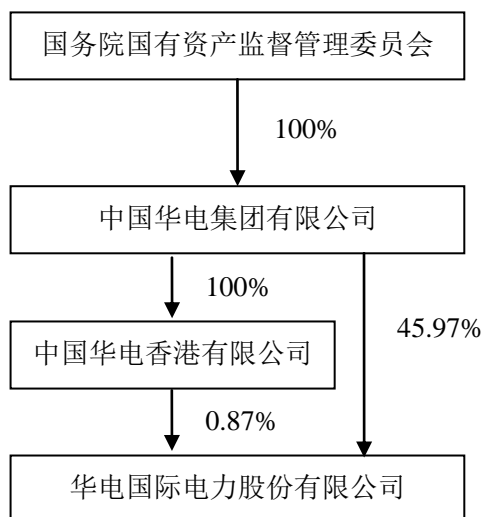 国务院国有资产监督管理委员会
100%
中国华电集团有限公司
100%
45.97%
中国华电香港有限公司
0.87%
华电国际电力股份有限公司